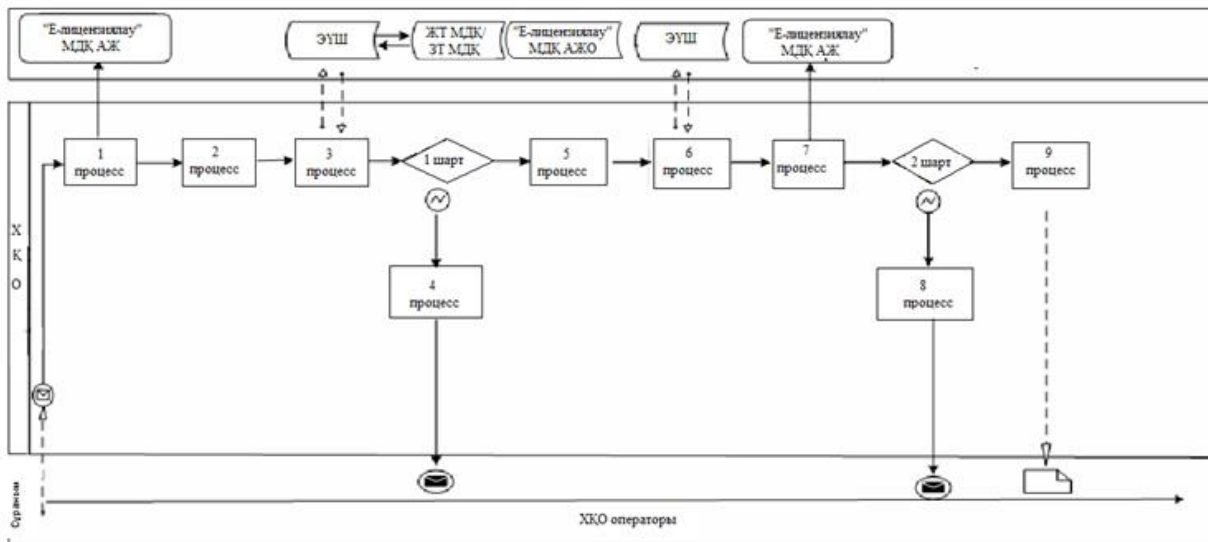 "Е-лицензиялау"
МДҚ АЖ
ЭҮШ
ЖТ МДҚ/
ЗТ МДҚ
"Е-лицензиялау"
МДҚ АЖО
ЭҮШ
"Е-лицензиялау"
МДҚ АЖ
1
процесс
2
процесс
3
процесс
1 шарт
5
процесс
6
процесс
7
процесс
2 шарт
9
процесс
Х
Қ
О
4
процесс
8
процесс
ХҚО операторы